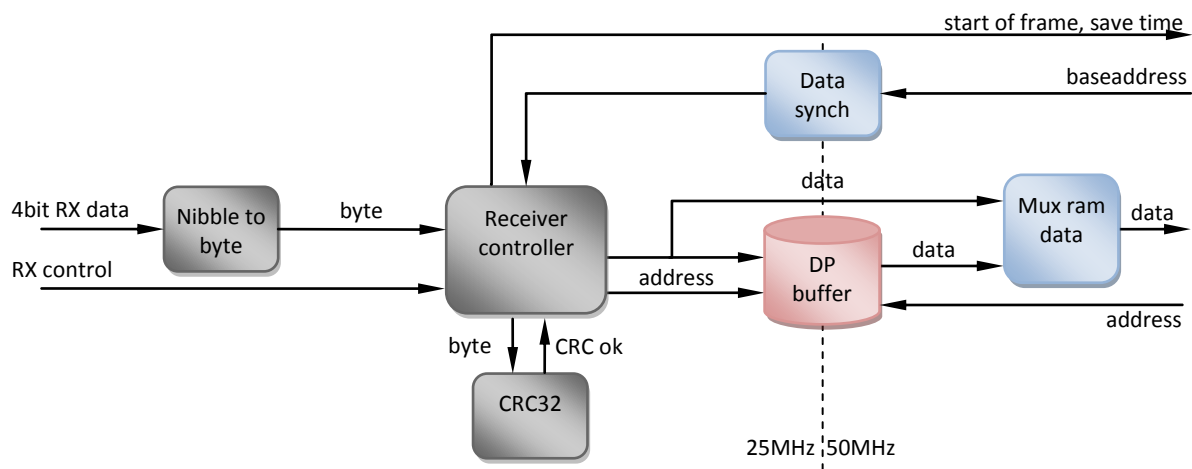 start of frame, save time
Data
synch
baseaddress
4bit RX data
Nibble to
byte
byte
Receiver
controller
data
Mux ram
data
data
RX control
address
DP
buffer
data
address
byte
CRC ok
CRC32
25MHz
50MHz